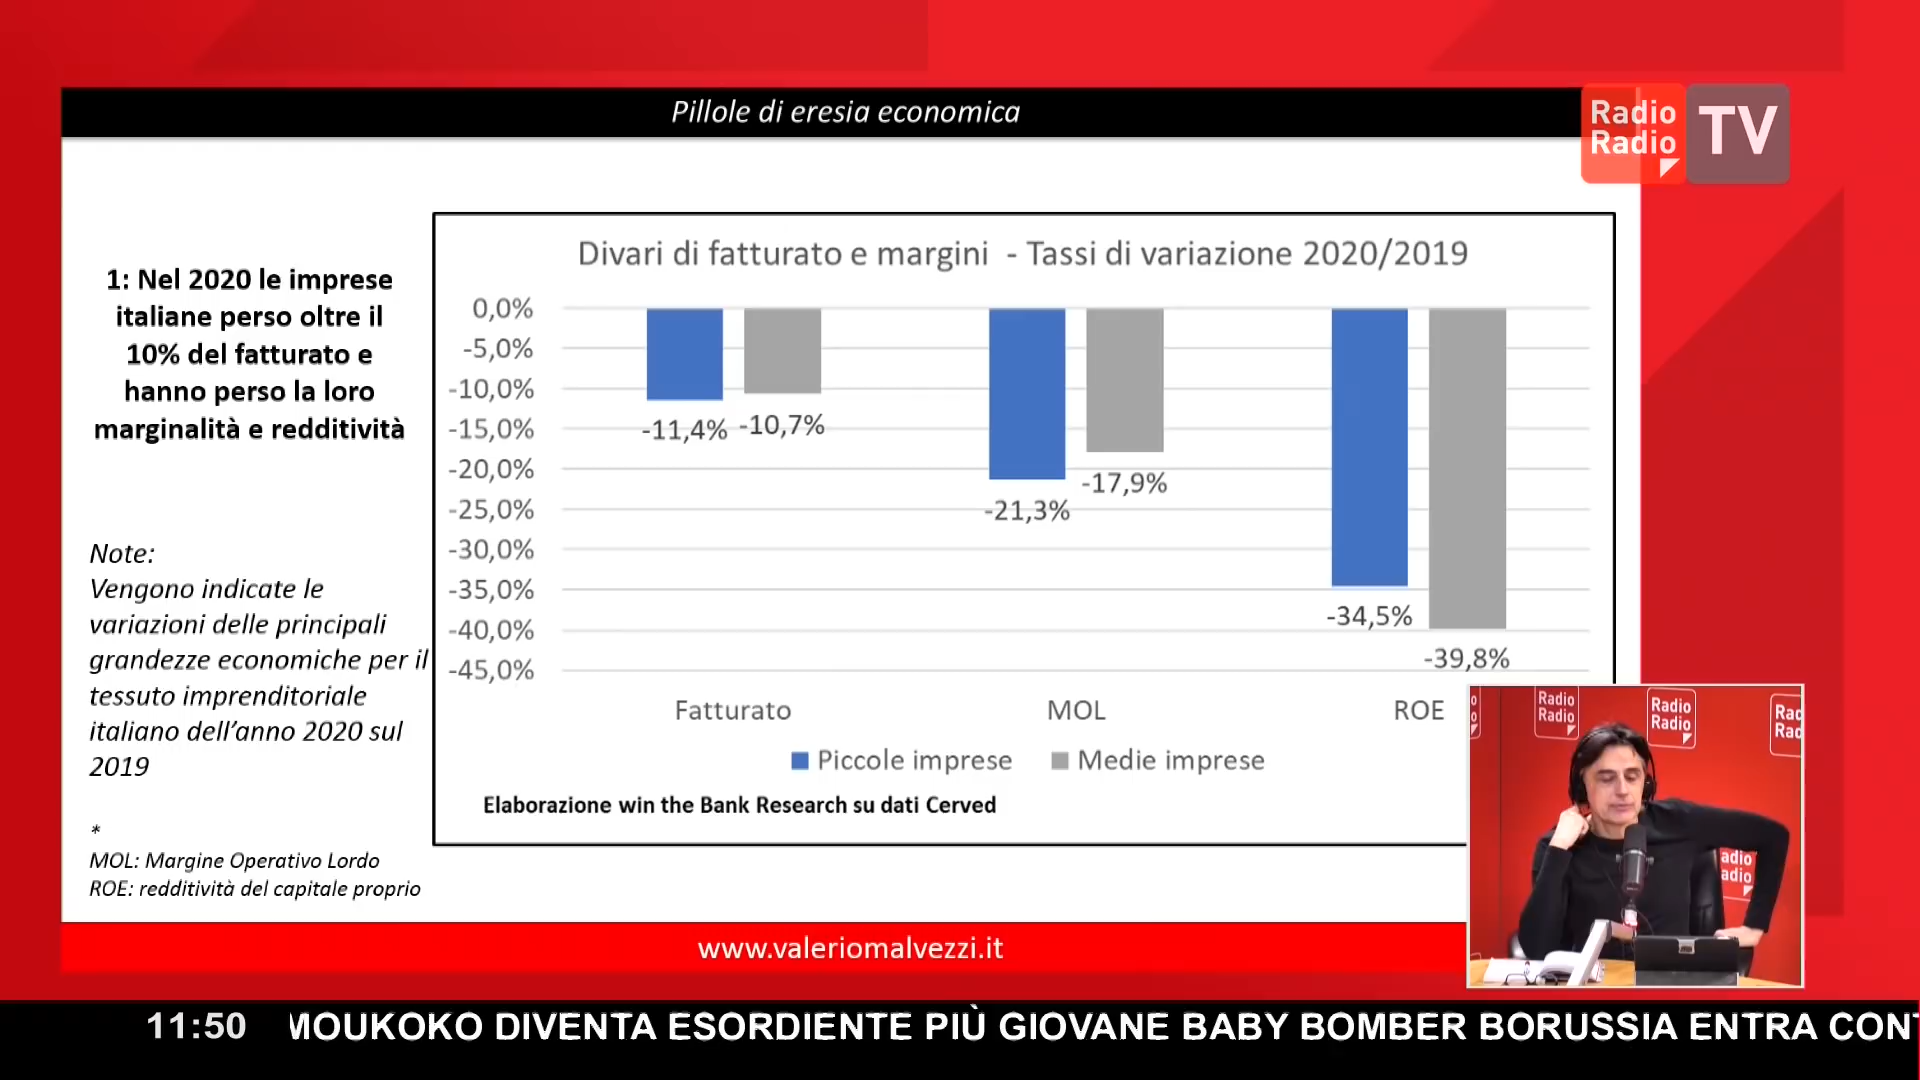 Pillole di eresia economica
Radio
Radio
TV
1: Nel 2020 le imprese
italiane perso oltre il
10% del fatturato e
hanno perso la loro
marginalità e redditività
Note:
Vengono indicate le
variazioni delle principali
grandezze economiche per il
tessuto imprenditoriale
italiano dell’anno 2020 sul
2019
*
MOL: Margine Operativo Lordo
ROE: redditività del capitale proprio
Divari di fatturato e margini - Tassi di variazione 2020/2019
0,0%
-5,0%
-10,0%
-15,0%
-20,0%
-25,0%
-30,0%
-35,0%
-40,0%
-45,0%
-11,4% -10,7%
-21,3% -17,9%
-34,5% -39,8%
Fatturato MOL ROE
Piccole imprese Medie imprese
Elaborazione win the Bank Research su dati Cerved
Radio
Radio
Radio
Radio
Rad
Rad
adio
adio
www.valeriomalvezzi.it
11:50 MOUKOKO DIVENTA ESORDIENTE PIÙ GIOVANE BABY BOMBER BORUSSIA ENTRA CON